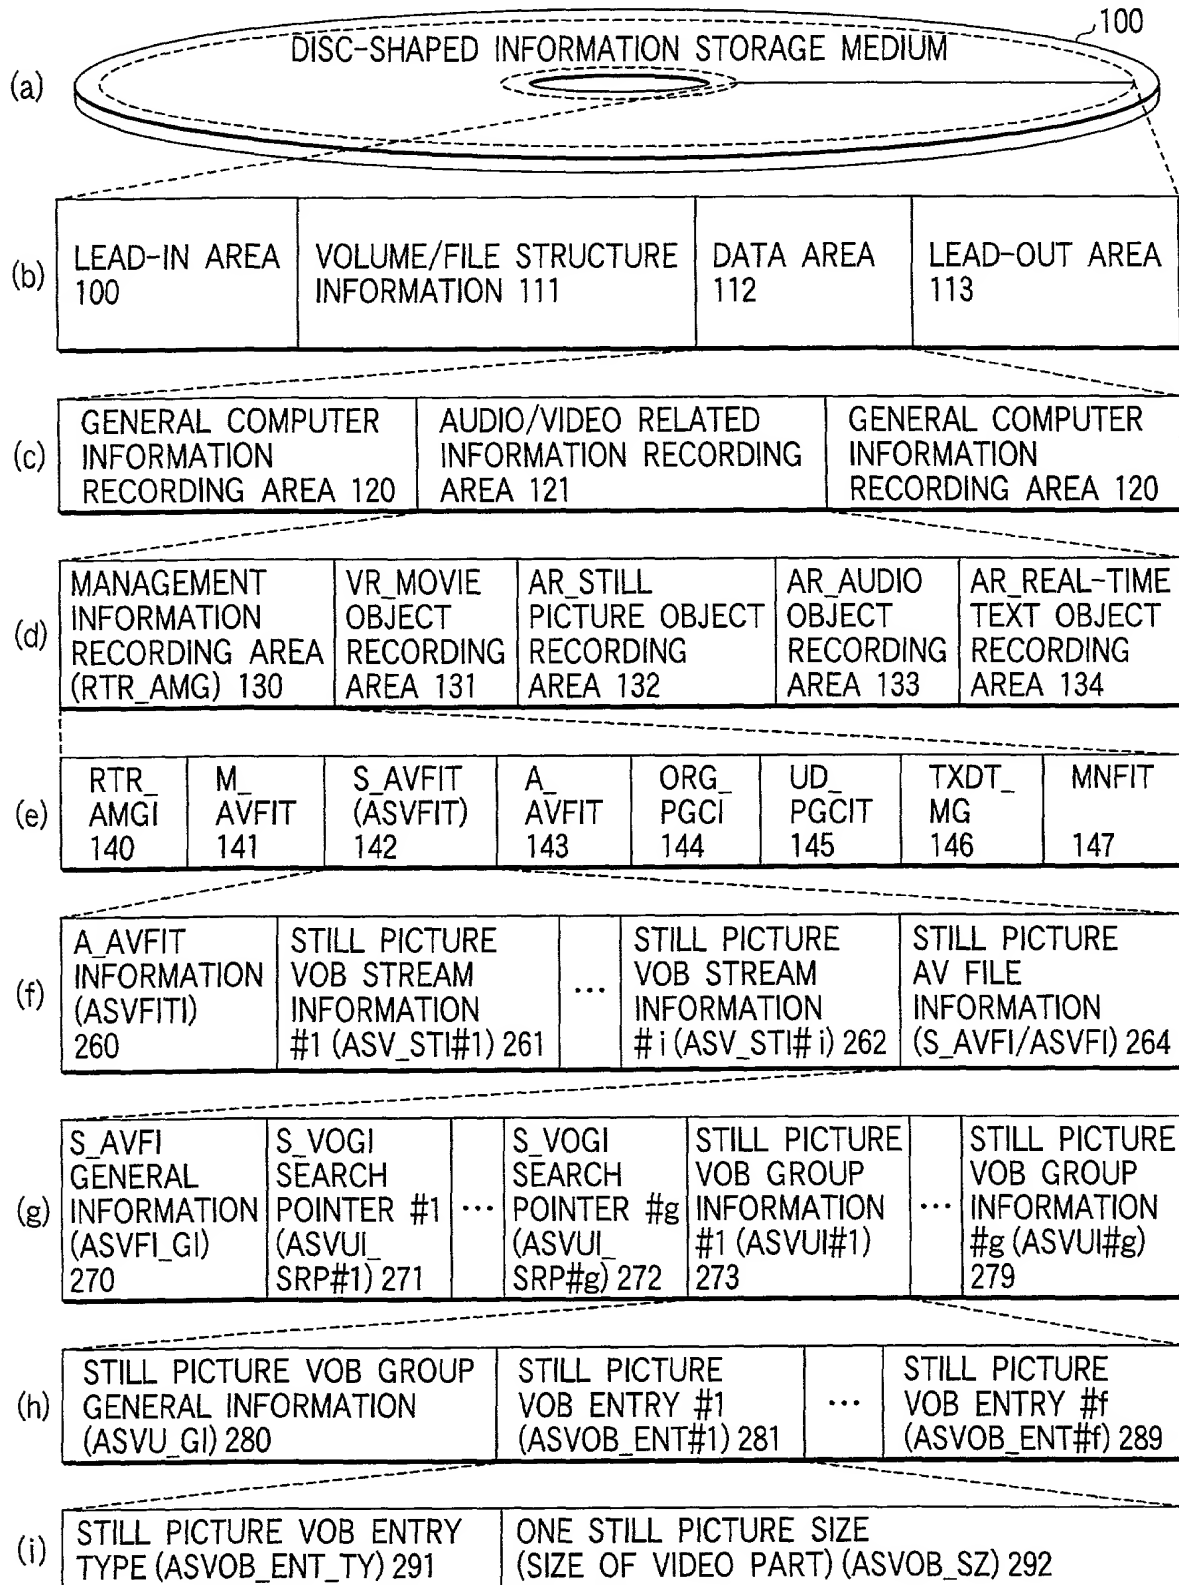 100
DISC-SHAPED INFORMATION STORAGE MEDIUM
(a)
(b)
LEAD-IN AREA
100
VOLUME/FILE STRUCTURE
INFORMATION 111
DATA AREA
112
LEAD-OUT AREA
113
(c)
GENERAL COMPUTER
INFORMATION
RECORDING AREA 120
AUDIO/VIDEO RELATED
INFORMATION RECORDING
AREA 121
GENERAL COMPUTER
INFORMATION
RECORDING AREA 120
(d)
MANAGEMENT
INFORMATION
RECORDING AREA
(RTR_AMG) 130
VR_MOVIE
OBJECT
RECORDING
AREA 131
AR_STILL
PICTURE OBJECT
RECORDING
AREA 132
AR_AUDIO
OBJECT
RECORDING
AREA 133
AR_REAL-TIME
TEXT OBJECT
RECORDING
AREA 134
(e)
RTR_
AMGI
140
M_
AVFIT
141
S_AVFIT
(ASVFIT)
142
A_
AVFIT
143
ORG_
PGCI
144
UD_
PGCIT
145
TXDT_
MG
146
MNFIT
147
(f)
A_AVFIT
INFORMATION
(ASVFITI)
260
STILL PICTURE
VOB STREAM
INFORMATION
#1 (ASV_STI#1) 261
...
STILL PICTURE
VOB STREAM
INFORMATION
#i (ASV_STI#i) 262
STILL PICTURE
AV FILE
INFORMATION
(S_AVFI/ASVFI) 264
(g)
S_AVFI
GENERAL
INFORMATION
(ASVFI_GI)
270
S_VOGI
SEARCH
POINTER #1
(ASVUI_
SRP#1) 271
...
S_VOGI
SEARCH
POINTER #g
(ASVUI_
SRP#g) 272
STILL PICTURE
VOB GROUP
INFORMATION
#1 (ASVUI#1)
273
...
STILL PICTURE
VOB GROUP
INFORMATION
#g (ASVUI#g)
279
(h)
STILL PICTURE VOB GROUP
GENERAL INFORMATION
(ASVU_GI) 280
STILL PICTURE
VOB ENTRY #1
(ASVOB_ENT#1) 281
...
STILL PICTURE
VOB ENTRY #f
(ASVOB_ENT#f) 289
(i)
STILL PICTURE VOB ENTRY
TYPE (ASVOB_ENT_TY) 291
ONE STILL PICTURE SIZE
(SIZE OF VIDEO PART) (ASVOB_SZ) 292